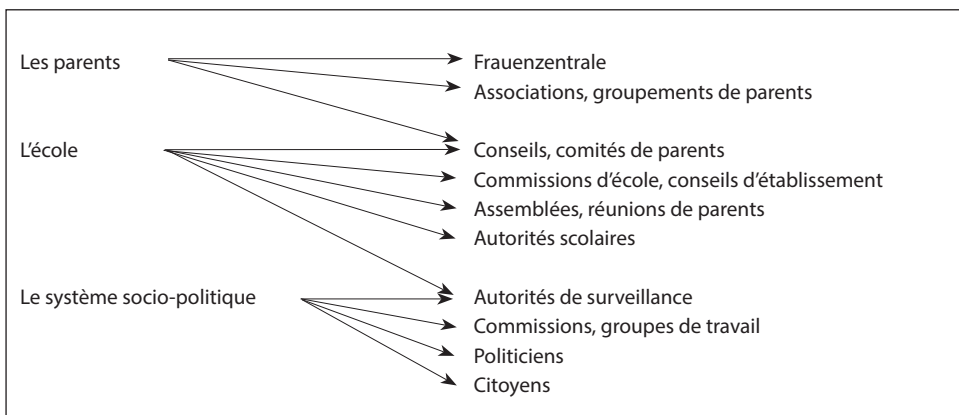 Les parents
Frauenzentrale
Associations, groupements de parents
L'école
Conseils, comités de parents
Commissions d'école, conseils d'établissement
Assemblées, réunions de parents
Autorités scolaires
Le système socio-politique
Autorités de surveillance
Commissions, groupes de travail
Politiciens
Citoyens